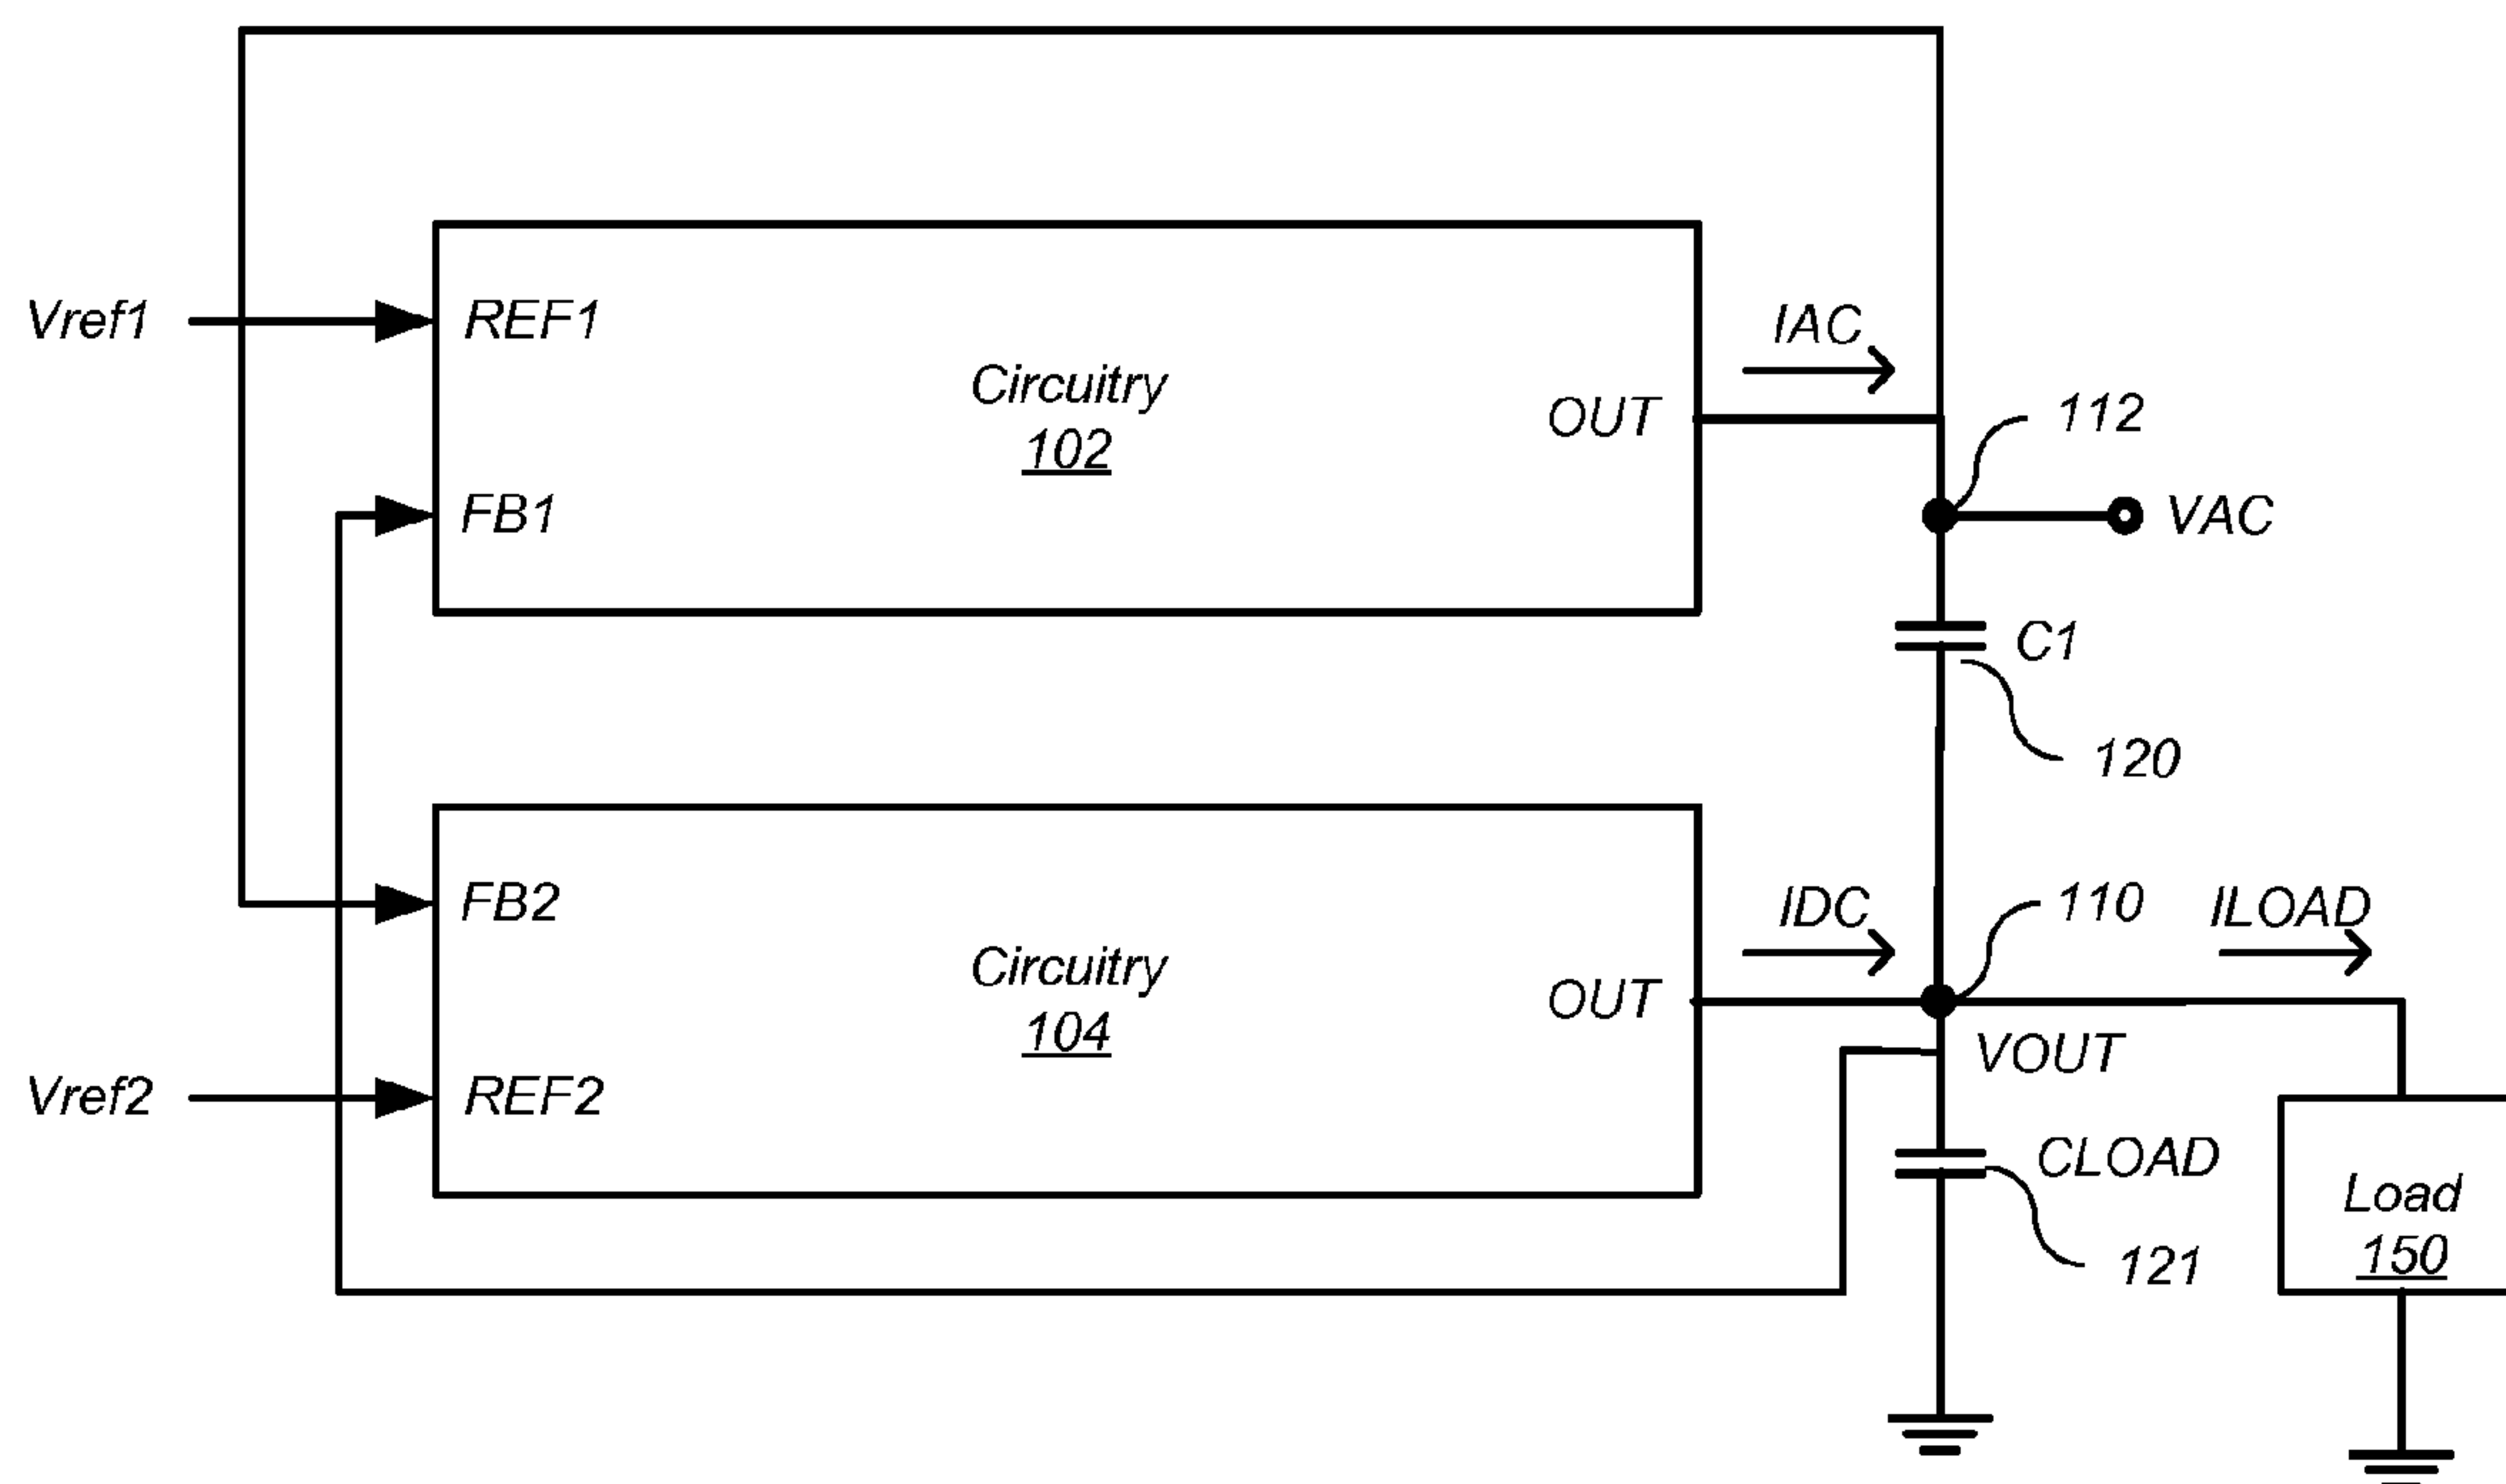 Vref1
REF1
FB1
Circuitry
102
OUT
IAC
112
VAC
C1
120
FB2
Circuitry
104
OUT
Vref2
REF2
IDC
110
ILOAD
VOUT
CLOAD
121
Load
150